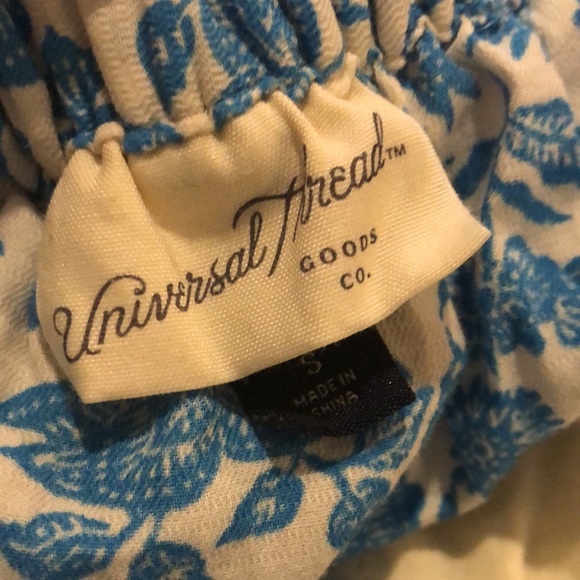 Universal Thread™
GOODS
CO.
S
MADE IN
CHINA